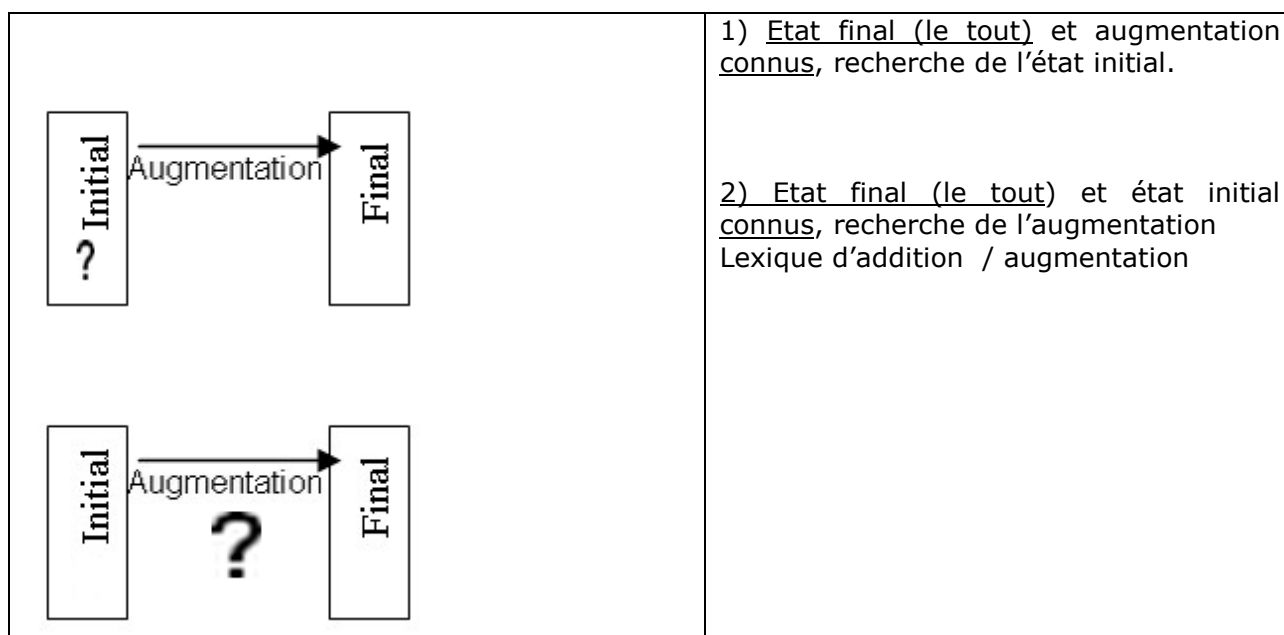 1) Etat final (le tout) et augmentation
connus, recherche de l'état initial.
Initial
?
Augmentation
Final
2) Etat final (le tout) et état initial
connus, recherche de l'augmentation
Lexique d'addition / augmentation
Initial
Augmentation
?
Final